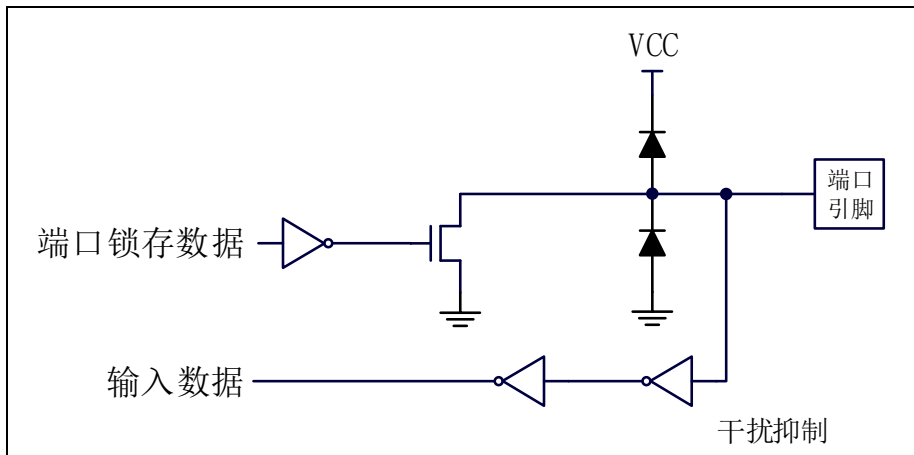 VCC
端口
引脚
端口锁存数据
输入数据
干扰抑制